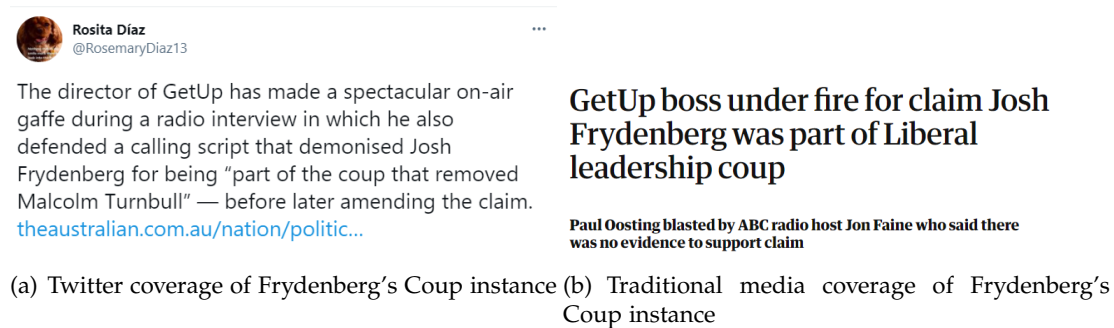 Rosita Díaz
@RosemaryDiaz13
The director of GetUp has made a spectacular on-air
gaffe during a radio interview in which he also
defended a calling script that demonised Josh
Frydenberg for being “part of the coup that removed
Malcolm Turnbull” — before later amending the claim.
theaustralian.com.au/nation/politic...
(a) Twitter coverage of Frydenberg’s Coup instance
GetUp boss under fire for claim Josh
Frydenberg was part of Liberal
leadership coup
Paul Oosting blasted by ABC radio host Jon Faine who said there
was no evidence to support claim
(b) Traditional media coverage of Frydenberg’s
Coup instance